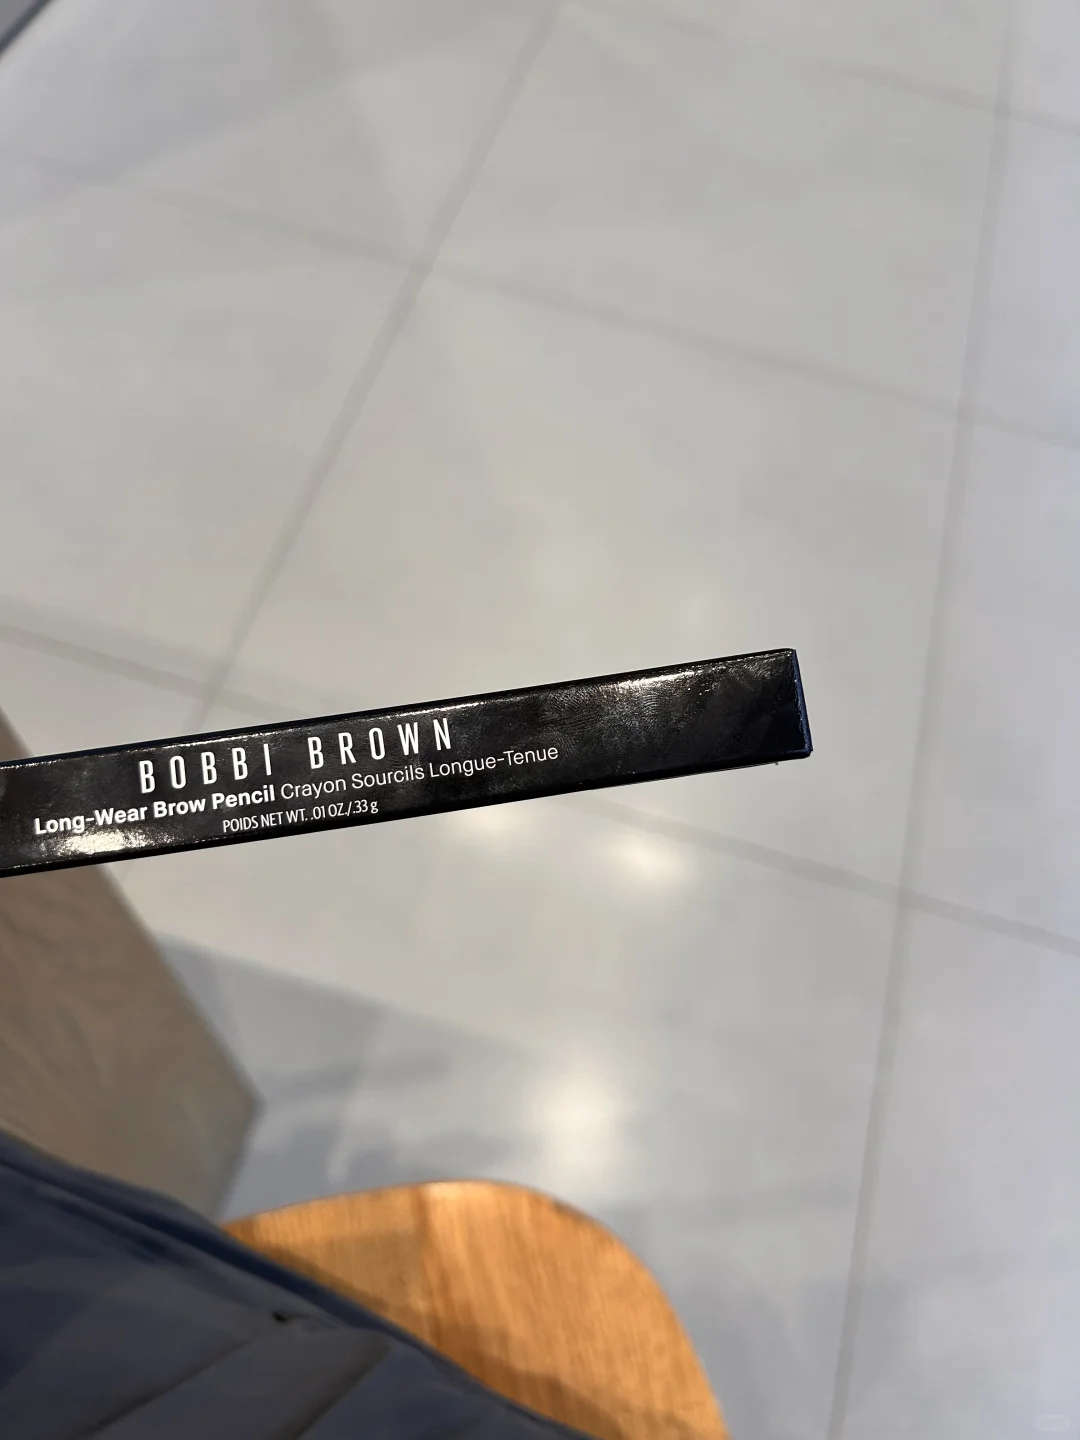 BOBBI BROWN
Long-Wear Brow Pencil Crayon Sourcils Longue-Tenue
POIDS NET WT. .01 OZ./.33 g